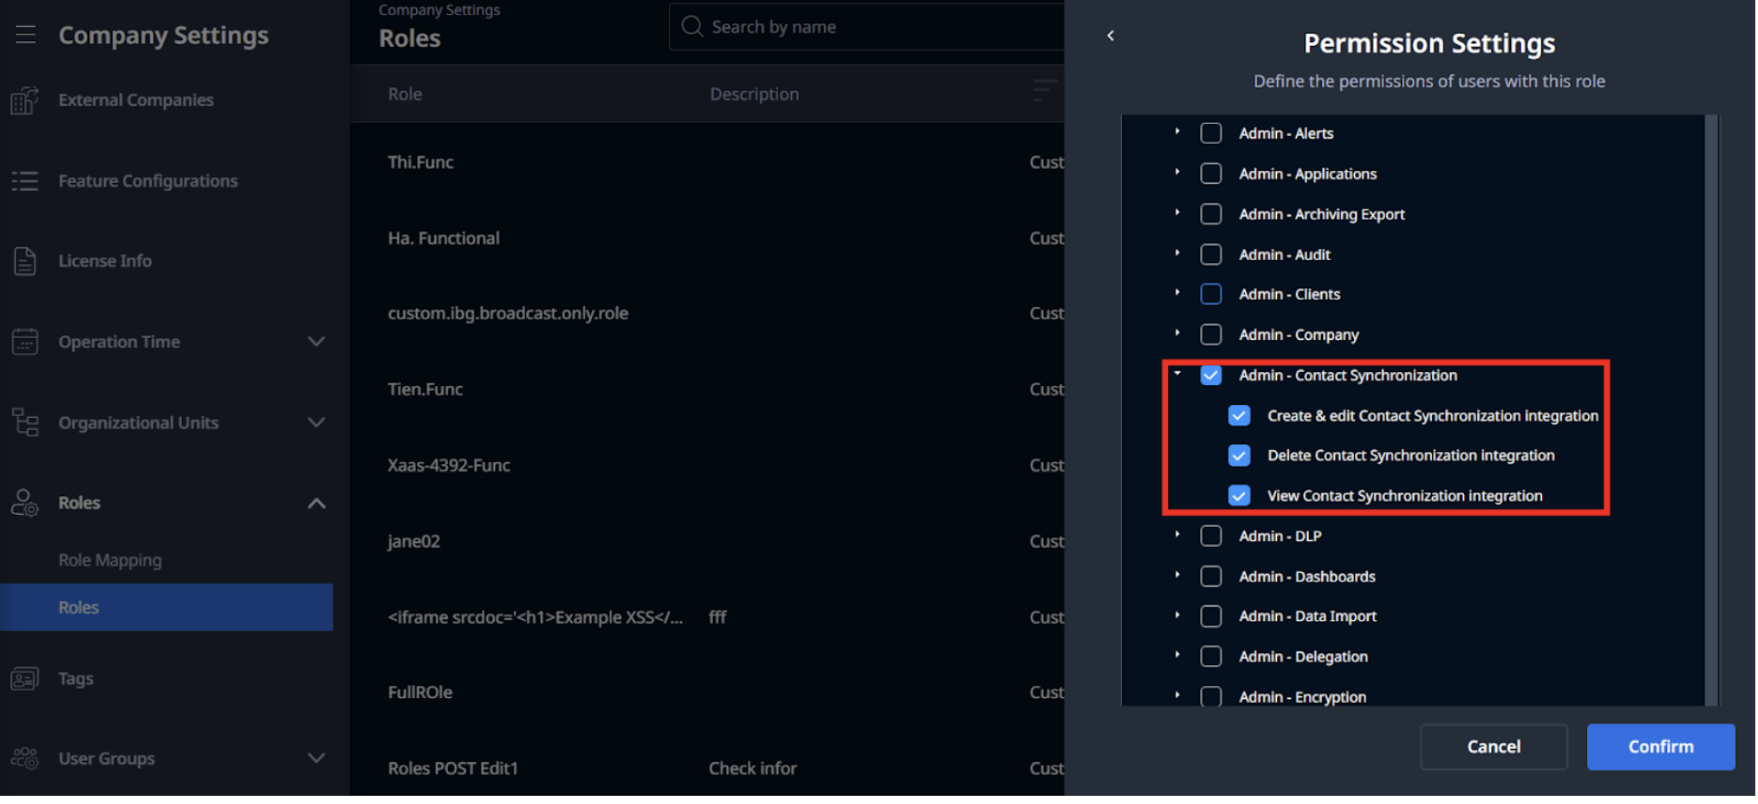 Company Settings
External Companies
Feature Configurations
License Info
Operation Time
Organizational Units
Roles
Role Mapping
Roles
Tags
User Groups
Company Settings
Roles
Search by name
Role Description
Thi.Func Cust
Ha. Functional Cust
custom.ibg.broadcast.only.role Cust
Tien.Func Cust
Xaas-4392-Func Cust
jane02 Cust
<iframe srcdoc='<h1>Example XSS</... fff Cust
FullROle Cust
Roles POST Edit1 Check infor Cust
Permission Settings
Define the permissions of users with this role
Admin - Alerts
Admin - Applications
Admin - Archiving Export
Admin - Audit
Admin - Clients
Admin - Company
Admin - Contact Synchronization
Create & edit Contact Synchronization integration
Delete Contact Synchronization integration
View Contact Synchronization integration
Admin - DLP
Admin - Dashboards
Admin - Data Import
Admin - Delegation
Admin - Encryption
Cancel Confirm